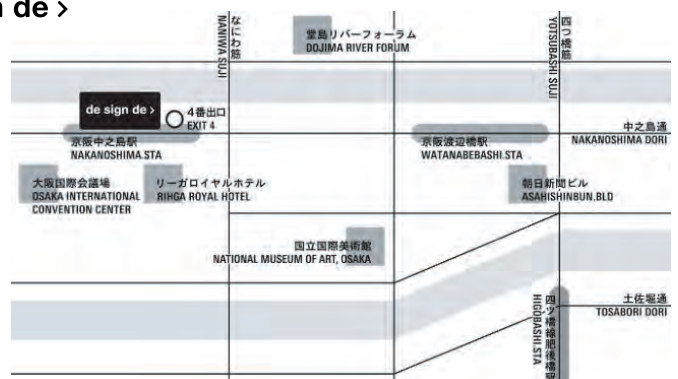 n de >
なにわ筋
NANIWA SUJI
堂島リバーフォーラム
DOJIMA RIVER FORUM
四つ橋筋
YOTSUBASHI SUJI
de sign de >
4番出口
EXIT 4
京阪中之島駅
NAKANOSHIMA.STA
京阪渡辺橋駅
WATANABEBASHI.STA
中之島通
NAKANOSHIMA DORI
大阪国際会議場
OSAKA INTERNATIONAL
CONVENTION CENTER
リーガロイヤルホテル
RIHGA ROYAL HOTEL
朝日新聞ビル
ASAHISHINBUN.BLD
国立国際美術館
NATIONAL MUSEUM OF ART, OSAKA
四ツ橋線肥後橋駅
HIGOBASHI.STA
土佐堀通
TOSABORI DORI